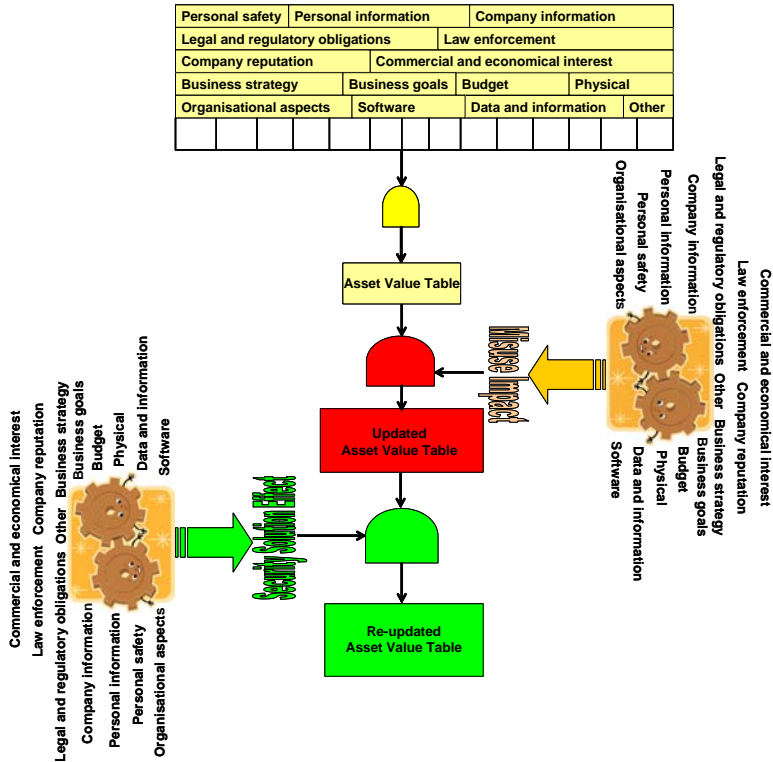 Personal safety Personal information Company information
Legal and regulatory obligations Law enforcement
Company reputation Commercial and economical interest
Business strategy Business goals Budget Physical
Organisational aspects Software Data and information Other
Asset Value Table
Misuse Impact
Updated
Asset Value Table
Re-updated
Asset Value Table
Commercial and economical interest
Law enforcement Company reputation
Legal and regulatory obligations Other Business strategy
Company information Business goals
Personal information Budget
Personal safety Physical
Organisational aspects Data and information
Software
Software
Data and information
Physical
Budget
Business goals
Legal and regulatory obligations Other Business strategy
Law enforcement Company reputation
Commercial and economical interest
Company information
Personal information
Personal safety
Organisational aspects